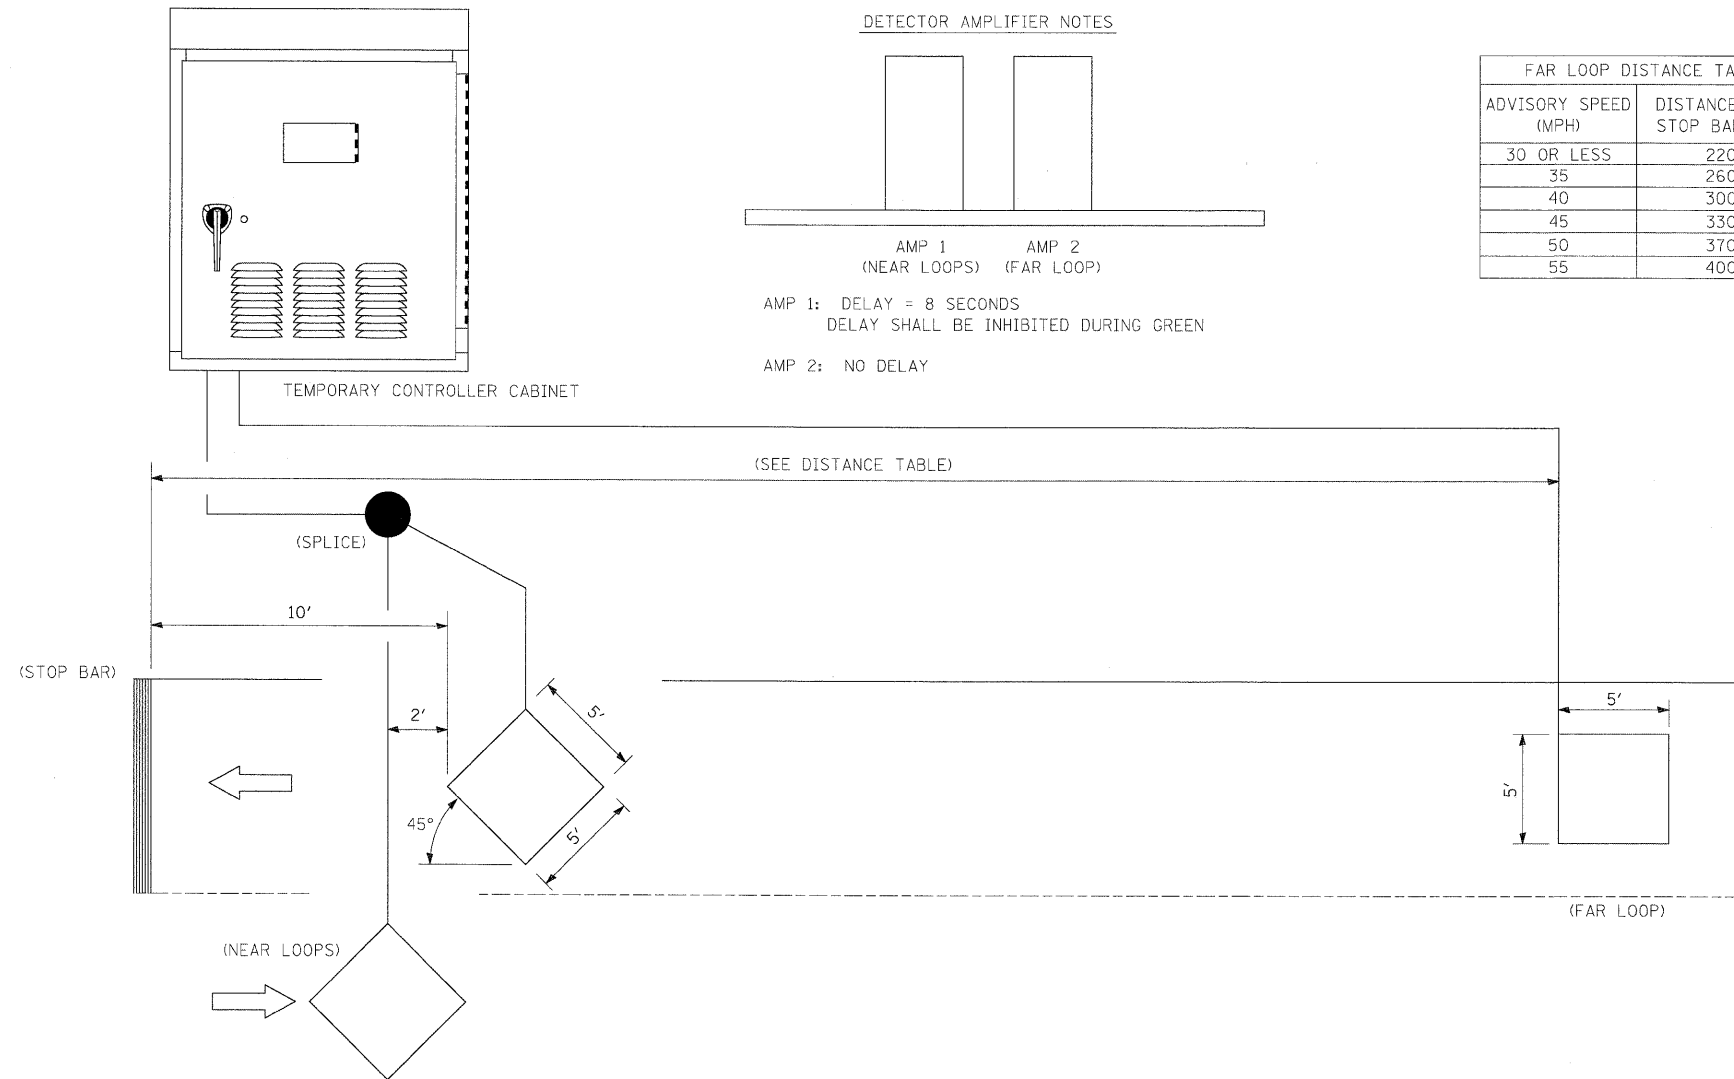 DETECTOR AMPLIFIER NOTES
AMP 1
(NEAR LOOPS)
AMP 2
(FAR LOOP)
AMP 1: DELAY = 8 SECONDS
DELAY SHALL BE INHIBITED DURING GREEN
AMP 2: NO DELAY
FAR LOOP DISTANCE
ADVISORY SPEED
(MPH)
DISTANCE
STOP
30 OR LESS 220
35 260
40 300
45 330
50 370
55 400
TEMPORARY CONTROLLER CABINET
(SEE DISTANCE TABLE)
(SPLICE)
10'
(STOP BAR)
2'
5'
5'
45°
5'
5'
(FAR LOOP)
(NEAR LOOPS)